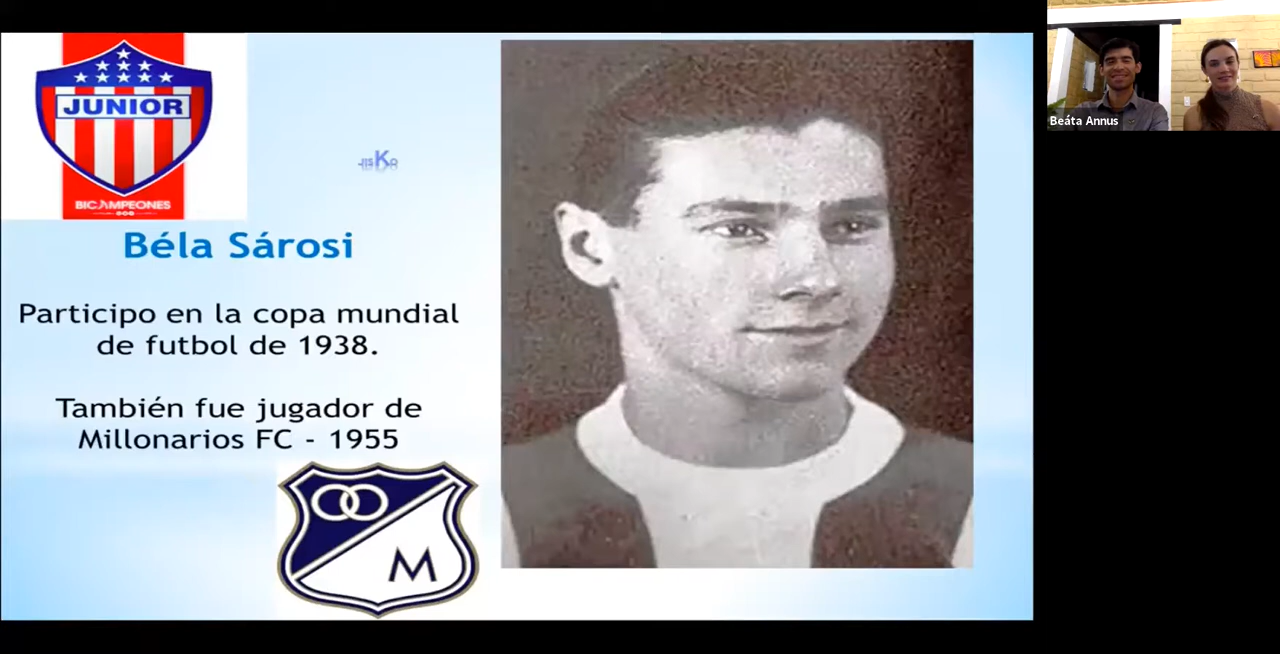 JUNIOR
BICAMPEONES
Béla Sárosi
Participo en la copa mundial
de futbol de 1938.
También fue jugador de
Millonarios FC - 1955
M
Beáta Annus